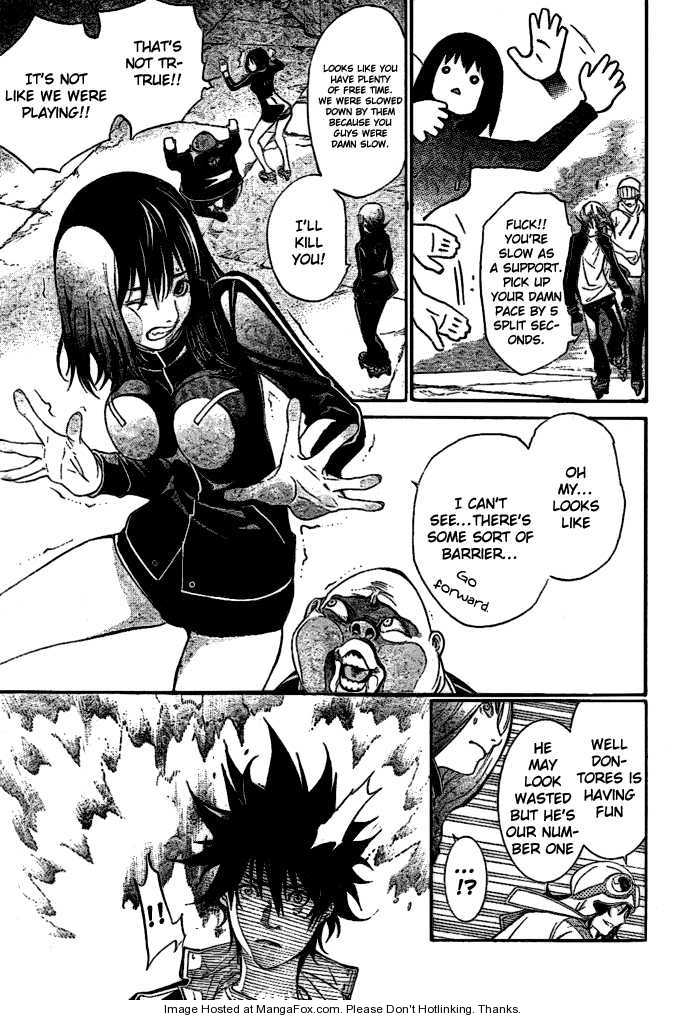 FUCK!!
YOU'RE
SLOW AS
A SUPPORT.
PICK UP
YOUR DAMN
PACE BY 5
SPLIT SEC-
ONDS.
LOOKS LIKE YOU
HAVE PLENTY
OF FREE TIME.
WE WERE SLOWED
DOWN BY THEM
BECAUSE YOU
GUYS WERE
DAMN SLOW.
I'LL
KILL
YOU!
THAT'S
NOT TR-
TRUE!!
IT'S NOT
LIKE WE WERE
PLAYING!!
OH
MY...
LOOKS
LIKE
I CAN'T
SEE...THERE'S
SOME SORT OF
BARRIER...
Go
forward.
WELL
DON-
TORES IS
HAVING
FUN
HE
MAY
LOOK
WASTED
BUT HE'S
OUR NUM-
BER ONE
...
!?
!!
Image Hosted at MangaFox.com. Please Don't Hotlinking. Thanks.